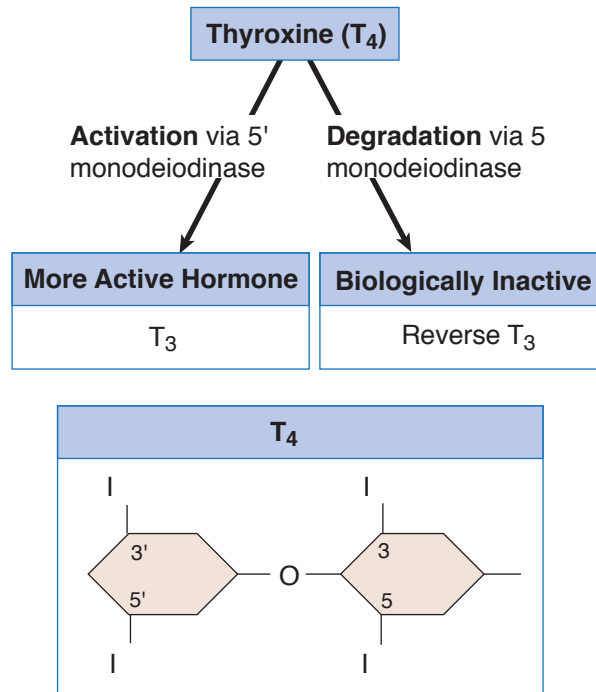 Thyroxine (T4)
Activation via 5'
monodeiodinase
Degradation via 5
monodeiodinase
More Active Hormone
T3
Biologically Inactive
Reverse T3
T4
I
I
3'
3
O
5'
5
I
I